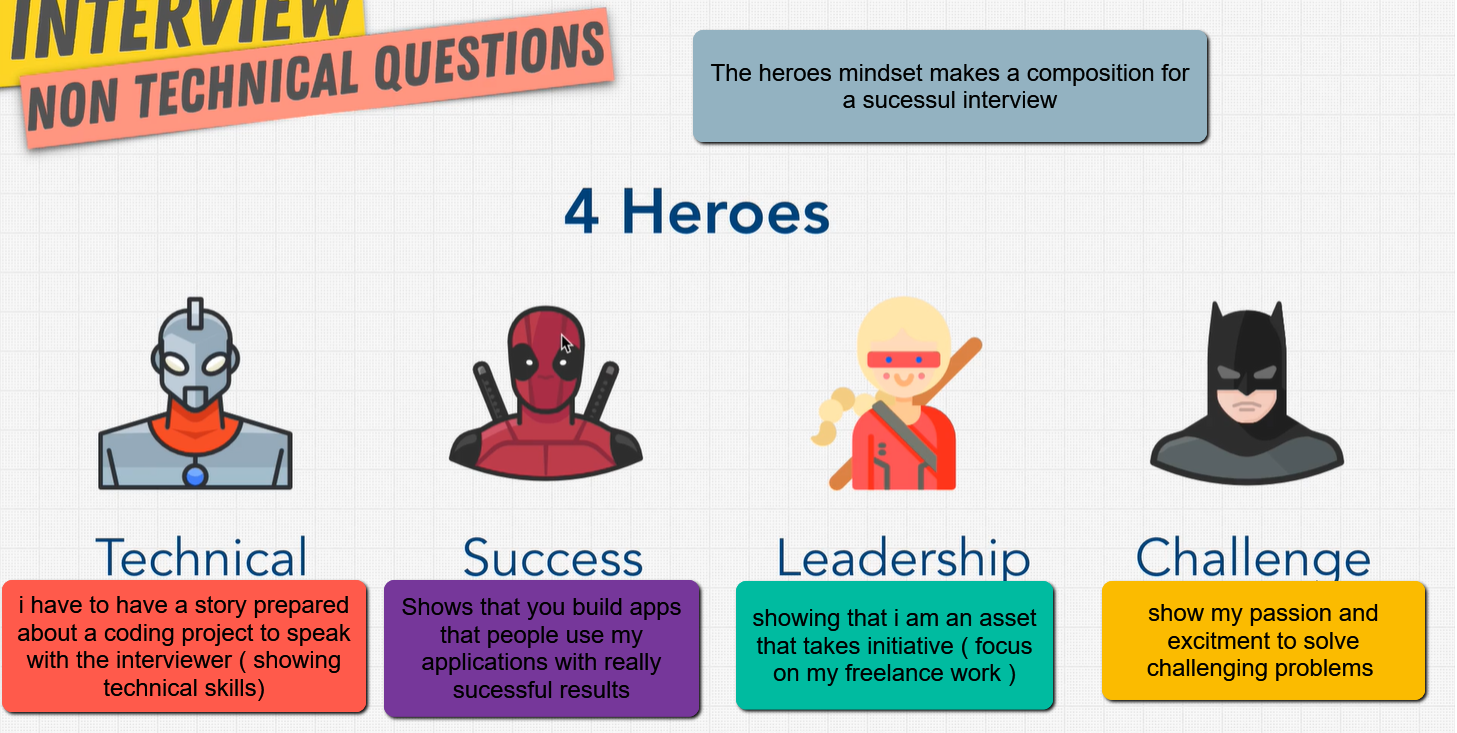 INTERVIEW
NON TECHNICAL QUESTIONS
The heroes mindset makes a composition for
a sucessul interview
4 Heroes
Technical
Success
Leadership
Challenge
i have to have a story prepared
about a coding project to speak
with the interviewer ( showing
technical skills)
Shows that you build apps
that people use my
applications with really
sucessful results
showing that i am an asset
that takes initiative ( focus
on my freelance work )
show my passion and
excitment to solve
challenging problems